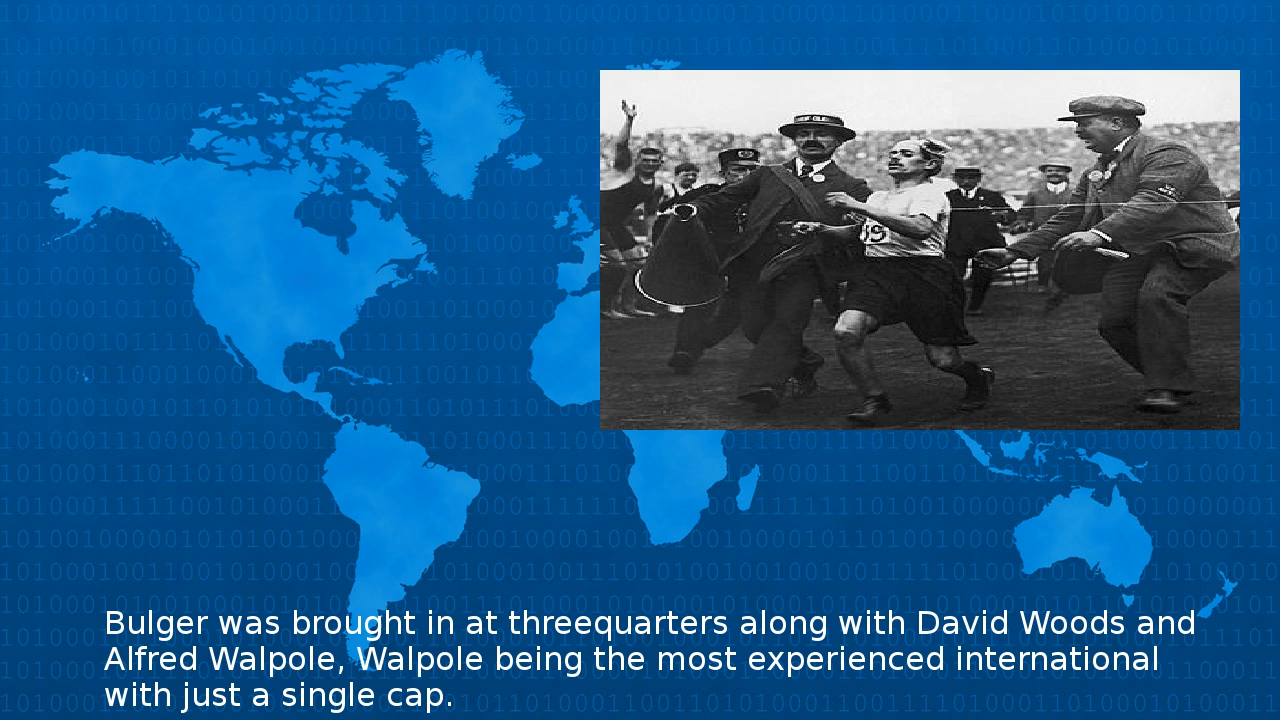 19
Bulger was brought in at threequarters along with David Woods and
Alfred Walpole, Walpole being the most experienced international
with just a single cap.